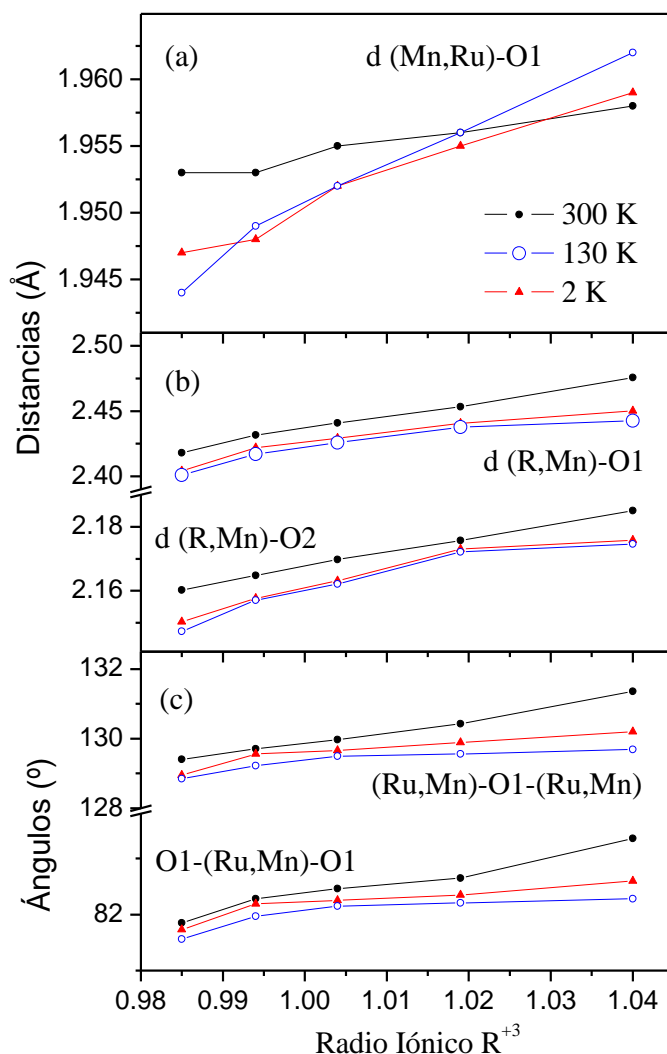 (a)
d (Mn,Ru)-O1
1.960
1.955
1.950
1.945
300 K
130 K
2 K
Distancias (Å)
2.50
(b)
2.45
2.40
d (R,Mn)-O1
d (R,Mn)-O2
2.18
2.16
132
(c)
130
128
(Ru,Mn)-O1-(Ru,Mn)
Ángulos (º)
O1-(Ru,Mn)-O1
82
0.98 0.99 1.00 1.01 1.02 1.03 1.04
Radio Iónico R+3